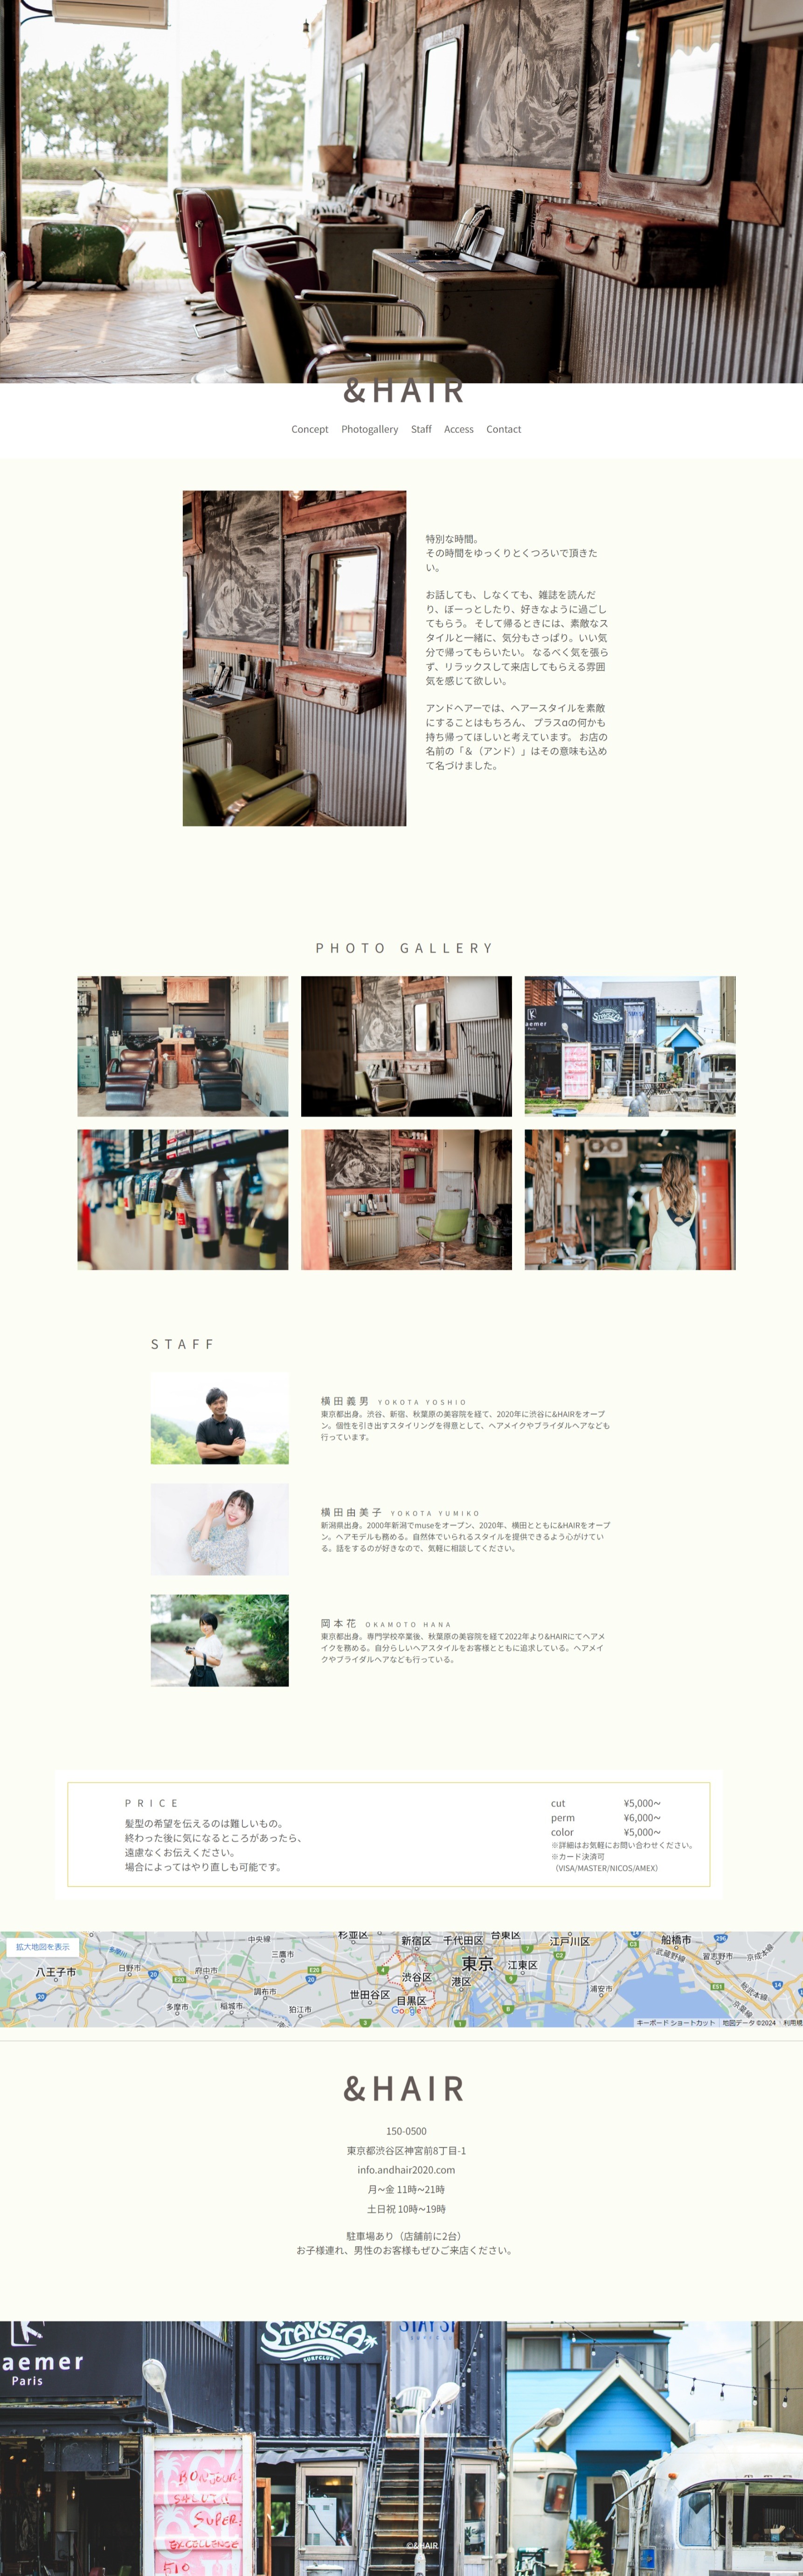 &HAIR
Concept Photogallery Staff Access Contact
特別な時間。
その時間をゆっくりとくつろいで頂きた
い。
お話しても、しなくても、雑誌を読んだ
り、ぼーっとしたり、好きなように過ごし
てもらう。 そして帰るときには、素敵なス
タイルと一緒に、気分もさっぱり。いい気
分で帰ってもらいたい。 なるべく気を張ら
ず、リラックスして来店してもらえる雰囲
気を感じて欲しい。
アンドヘアーでは、ヘアースタイルを素敵
にすることはもちろん、 プラスαの何かも
持ち帰ってほしいと考えています。 お店の
名前の「＆（アンド）」はその意味も込め
て名づけました。
PHOTO GALLERY
aemer
STAYSEA
STAFF
横田義男 YOKOTA YOSHIO
東京都出身。渋谷、新宿、秋葉原の美容院を経て、2020年に渋谷に&HAIRをオープ
ン。個性を引き出すスタイリングを得意として、ヘアメイクやブライダルヘアなども
行っています。
横田由美子 YOKOTA YUMIKO
新潟県出身。2000年新潟でmuseをオープン、2020年、横田とともに&HAIRをオープ
ン。ヘアモデルも務める。自然体でいられるスタイルを提供できるよう心がけてい
る。話をするのが好きなので、気軽に相談してください。
岡本花 OKAMOTO HANA
東京都出身。専門学校卒業後、秋葉原の美容院を経て2022年より&HAIRにてヘアメ
イクを務める。自分らしいヘアスタイルをお客様とともに追求している。ヘアメイ
クやブライダルヘアなども行っている。
PRICE
髪型の希望を伝えるのは難しいもの。
終わった後に気になるところがあったら、
遠慮なくお伝えください。
場合によってはやり直しも可能です。
cut ¥5,000~
perm ¥6,000~
color ¥5,000~
※詳細はお気軽にお問い合わせください。
※カード決済可
（VISA/MASTER/NICOS/AMEX）
拡大地図を表示
杉並区 新宿区 千代田区 台東区 江戸川区 船橋市
中央線 三鷹市 東京 江東区 武蔵野線 習志野市 京成本線
八王子市 日野市 多摩川 府中市 渋谷区 港区
調布市 世田谷区 目黒区 浦安市 総武本線
多摩市 稲城市 狛江市 京葉線
Google
キーボード ショートカット 地図データ ©2024 利用規
&HAIR
150-0500
東京都渋谷区神宮前8丁目-1
info.andhair2020.com
月~金 11時~21時
土日祝 10時~19時
駐車場あり（店舗前に2台）
お子様連れ、男性のお客様もぜひご来店ください。
aemer
Paris
STAYSEA
SURFCLUB
BONJOUR
SALUT!
SUPER!
EXCELLENCE
510
©&HAIR